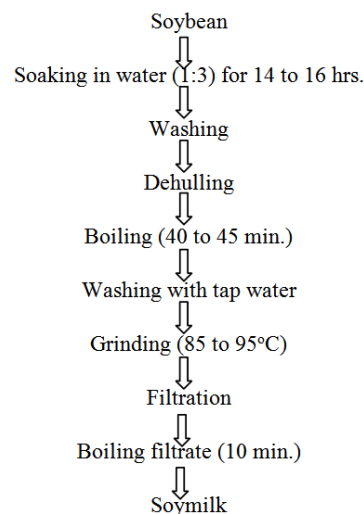 Soybean
Soaking in water (1:3) for 14 to 16 hrs.
Washing
Dehulling
Boiling (40 to 45 min.)
Washing with tap water
Grinding (85 to 95°C)
Filtration
Boiling filtrate (10 min.)
Soymilk